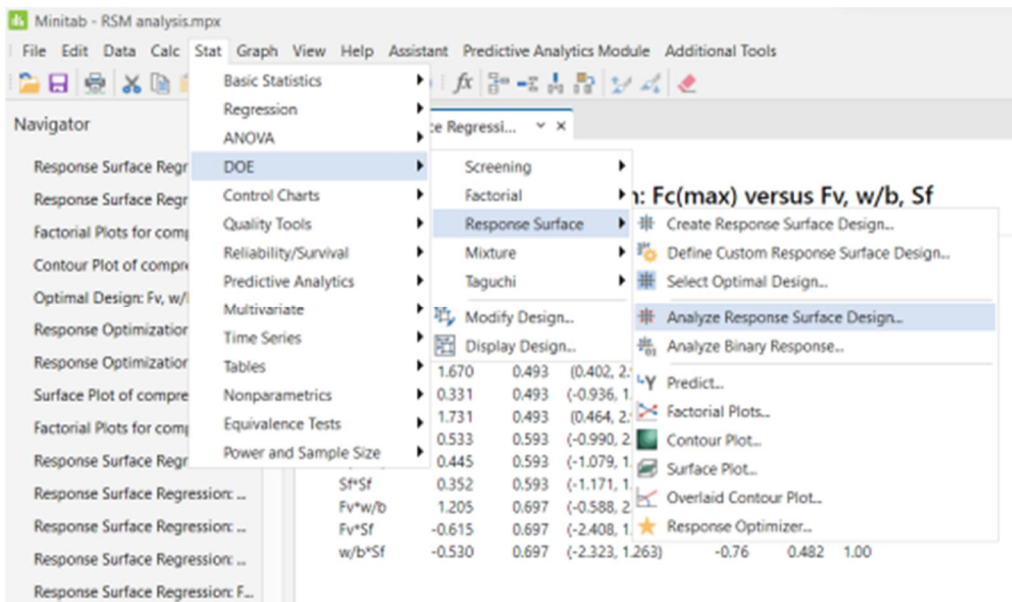 Minitab - RSM analysis.mpx
File Edit Data Calc Stat Graph View Help Assistant Predictive Analytics Module Additional Tools
Navigator
Response Surface Regr
Response Surface Regr
Factorial Plots for comp
Contour Plot of compre
Optimal Design: Fv, w/
Response Optimization
Response Optimization
Surface Plot of compre
Factorial Plots for comp
Response Surface Regr
Response Surface Regression: ...
Response Surface Regression: ...
Response Surface Regression: ...
Response Surface Regression: F...
Basic Statistics
Regression
ANOVA
DOE
Control Charts
Quality Tools
Reliability/Survival
Predictive Analytics
Multivariate
Time Series
Tables
Nonparametrics
Equivalence Tests
Power and Sample Size
ce Regressi...
Screening
Factorial
Response Surface
Mixture
Taguchi
Modify Design...
Display Design...
n: Fc(max) versus Fv, w/b, Sf
Create Response Surface Design...
Define Custom Response Surface Design...
Select Optimal Design...
Analyze Response Surface Design...
Analyze Binary Response...
Predict...
Factorial Plots...
Contour Plot...
Surface Plot...
Overlaid Contour Plot...
Response Optimizer...
1.670 0.493 (0.402, 2.
0.331 0.493 (-0.936, 1.
1.731 0.493 (0.464, 2.
0.533 0.593 (-0.990, 2.
0.445 0.593 (-1.079, 1.
Sf*Sf 0.352 0.593 (-1.171, 1.
Fv*w/b 1.205 0.697 (-0.588, 2.
Fv*Sf -0.615 0.697 (-2.408, 1.
w/b*Sf -0.530 0.697 (-2.323, 1.263) -0.76 0.482 1.00